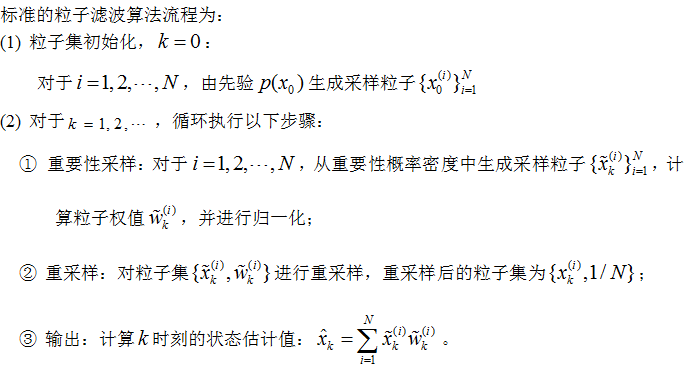 标准的粒子滤波算法流程为：
(1) 粒子集初始化，$k=0$：
对于 $i=1,2,\cdots,N$，由先验 $p(x_0)$ 生成采样粒子 $\{x_0^{(i)}\}_{i=1}^{N}$
(2) 对于 $k=1,2,\cdots$，循环执行以下步骤：
① 重要性采样：对于 $i=1,2,\cdots,N$，从重要性概率密度中生成采样粒子 $\{\tilde{x}_k^{(i)}\}_{i=1}^{N}$，计
算粒子权值 $\tilde{w}_k^{(i)}$，并进行归一化；
② 重采样：对粒子集 $\{\tilde{x}_k^{(i)},\tilde{w}_k^{(i)}\}$ 进行重采样，重采样后的粒子集为 $\{x_k^{(i)},1/N\}$；
③ 输出：计算 $k$ 时刻的状态估计值：$\hat{x}_k=\sum_{i=1}^{N}\tilde{x}_k^{(i)}\tilde{w}_k^{(i)}$。